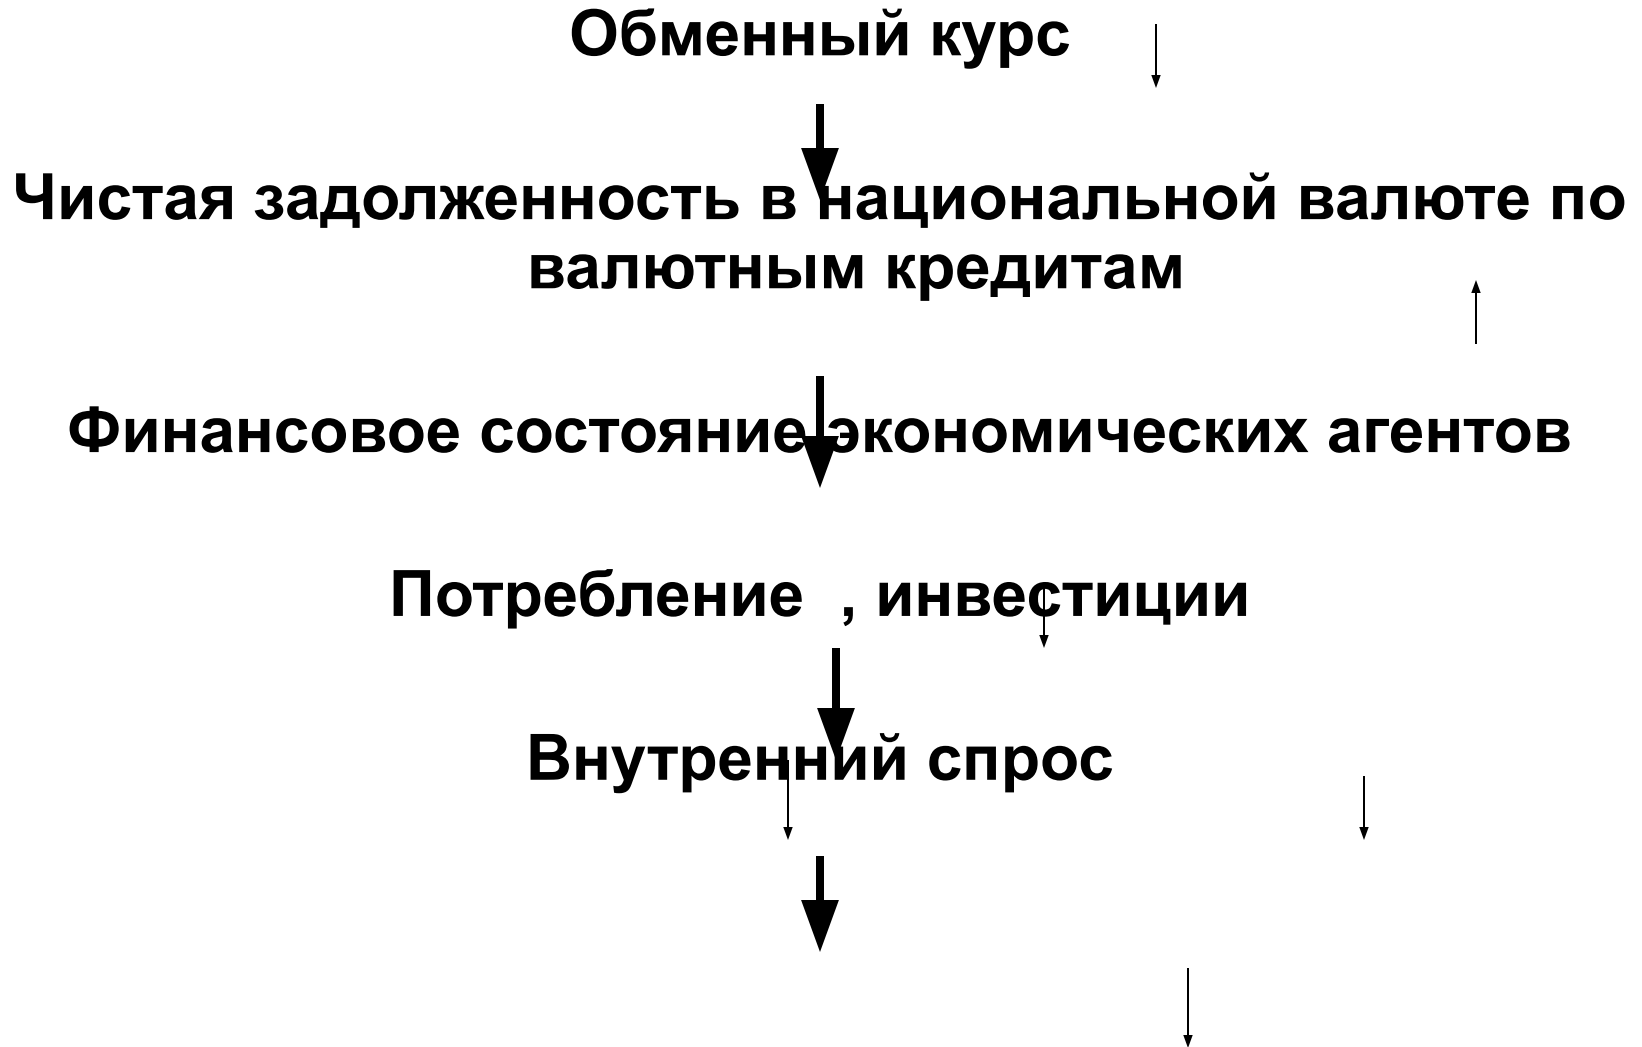 Обменный курс
Чистая задолженность в национальной валюте по
валютным кредитам
Финансовое состояние экономических агентов
Потребление , инвестиции
Внутренний спрос